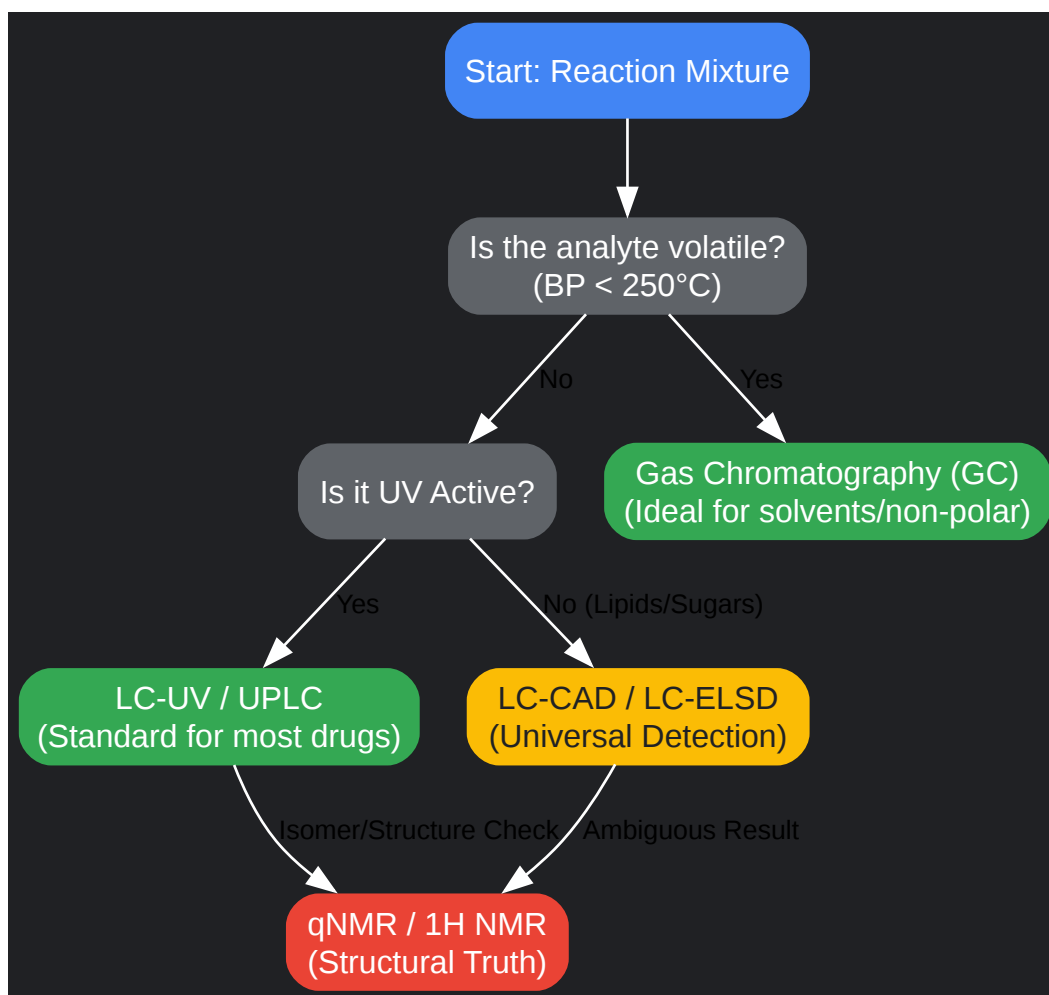 Start: Reaction Mixture
Is the analyte volatile?
(BP < 250°C)
No
Yes
Is it UV Active?
Gas Chromatography (GC)
(Ideal for solvents/non-polar)
Yes
No (Lipids/Sugars)
LC-UV / UPLC
(Standard for most drugs)
LC-CAD / LC-ELSD
(Universal Detection)
Isomer/Structure Check
Ambiguous Result
qNMR / 1H NMR
(Structural Truth)